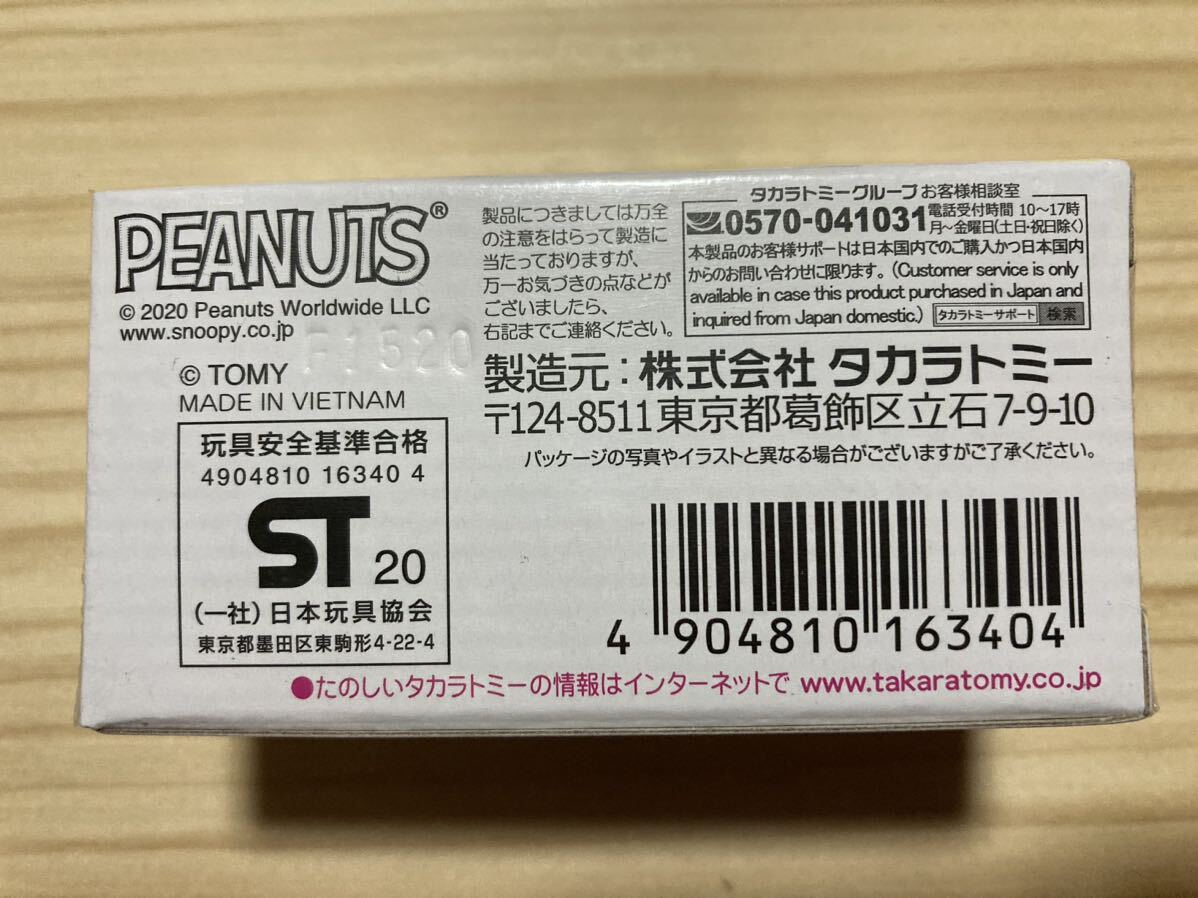 PEANUTS®
© 2020 Peanuts Worldwide LLC
www.snoopy.co.jp
F1520
© TOMY
MADE IN VIETNAM
玩具安全基準合格
4904810 16340 4
ST 20
(一社)日本玩具協会
東京都墨田区東駒形4-22-4
製品につきましては万全
の注意をはらって製造に
当たっておりますが、
万一お気づきの点などが
ございましたら、
右記までご連絡ください。
タカラトミーグループ お客様相談室
0570-041031 電話受付時間 10〜17時
月〜金曜日(土日・祝日除く)
本製品のお客様サポートは日本国内でのご購入かつ日本国内
からのお問い合わせに限ります。(Customer service is only
available in case this product purchased in Japan and
inquired from Japan domestic.) タカラトミーサポート 検索
製造元:株式会社 タカラトミー
〒124-8511 東京都葛飾区立石7-9-10
パッケージの写真やイラストと異なる場合がございますがご了承ください。
4 904810 163404
●たのしいタカラトミーの情報はインターネットで www.takaratomy.co.jp